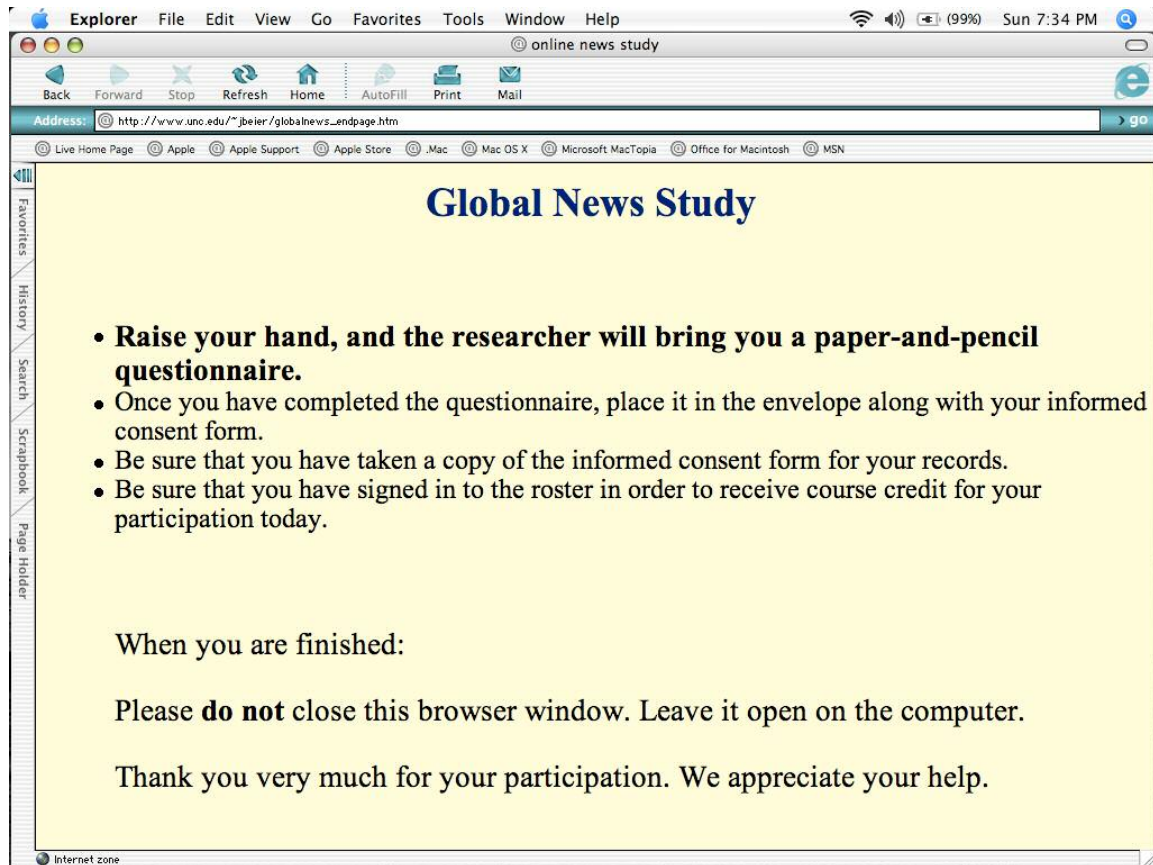 Explorer File Edit View Go Favorites Tools Window Help (99%) Sun 7:34 PM
online news study
Back Forward Stop Refresh Home AutoFill Print Mail
Address: http://www.unc.edu/~jbeier/globalnews_endpage.htm go
Live Home Page Apple Apple Support Apple Store .Mac Mac OS X Microsoft MacTopia Office for Macintosh MSN
Favorites
History
Search
Scrapbook
Page Holder
Global News Study
• Raise your hand, and the researcher will bring you a paper-and-pencil
questionnaire.
• Once you have completed the questionnaire, place it in the envelope along with your informed
consent form.
• Be sure that you have taken a copy of the informed consent form for your records.
• Be sure that you have signed in to the roster in order to receive course credit for your
participation today.
When you are finished:
Please do not close this browser window. Leave it open on the computer.
Thank you very much for your participation. We appreciate your help.
Internet zone